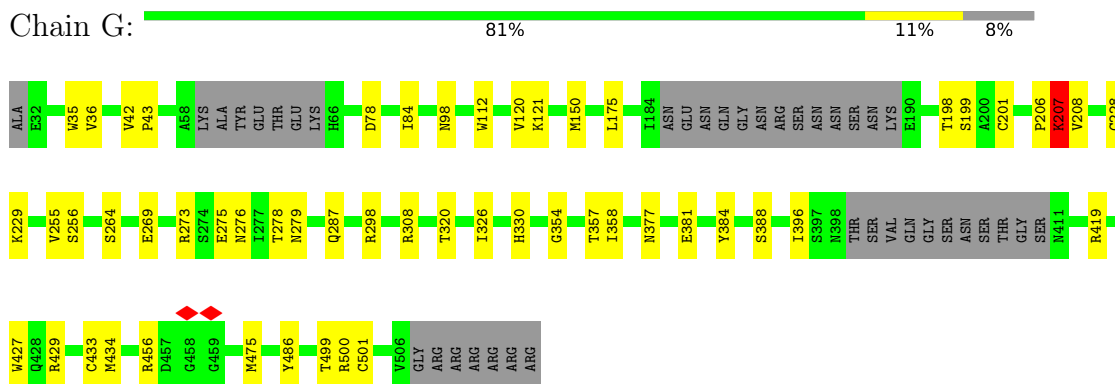 Chain G:
81% 11% 8%
ALA E32 W35 V36 V42 P43 A58 LYS ALA TYR GLU THR GLU LYS H66 D78 I84 N98 W112 V120 K121 M150 L175 I184 ASN GLU ASN GLN GLY ASN ARG SER ASN ASN SER ASN LYS E190 T198 S199 A200 C201 P206 K207 V208
K229 V255 S256 S264 E269 R273 S274 E275 N276 I277 T278 N279 Q287 R298 R308 T320 I326 H330 G354 T357 I358 N377 E381 Y384 S388 I396 S397 N398 THR SER VAL GLN GLY SER ASN SER THR GLY SER N411 R419
W427 Q428 R429 C433 M434 R456 D457 G458 G459 M475 Y486 T499 R500 C501 V506 GLY ARG ARG ARG ARG ARG ARG